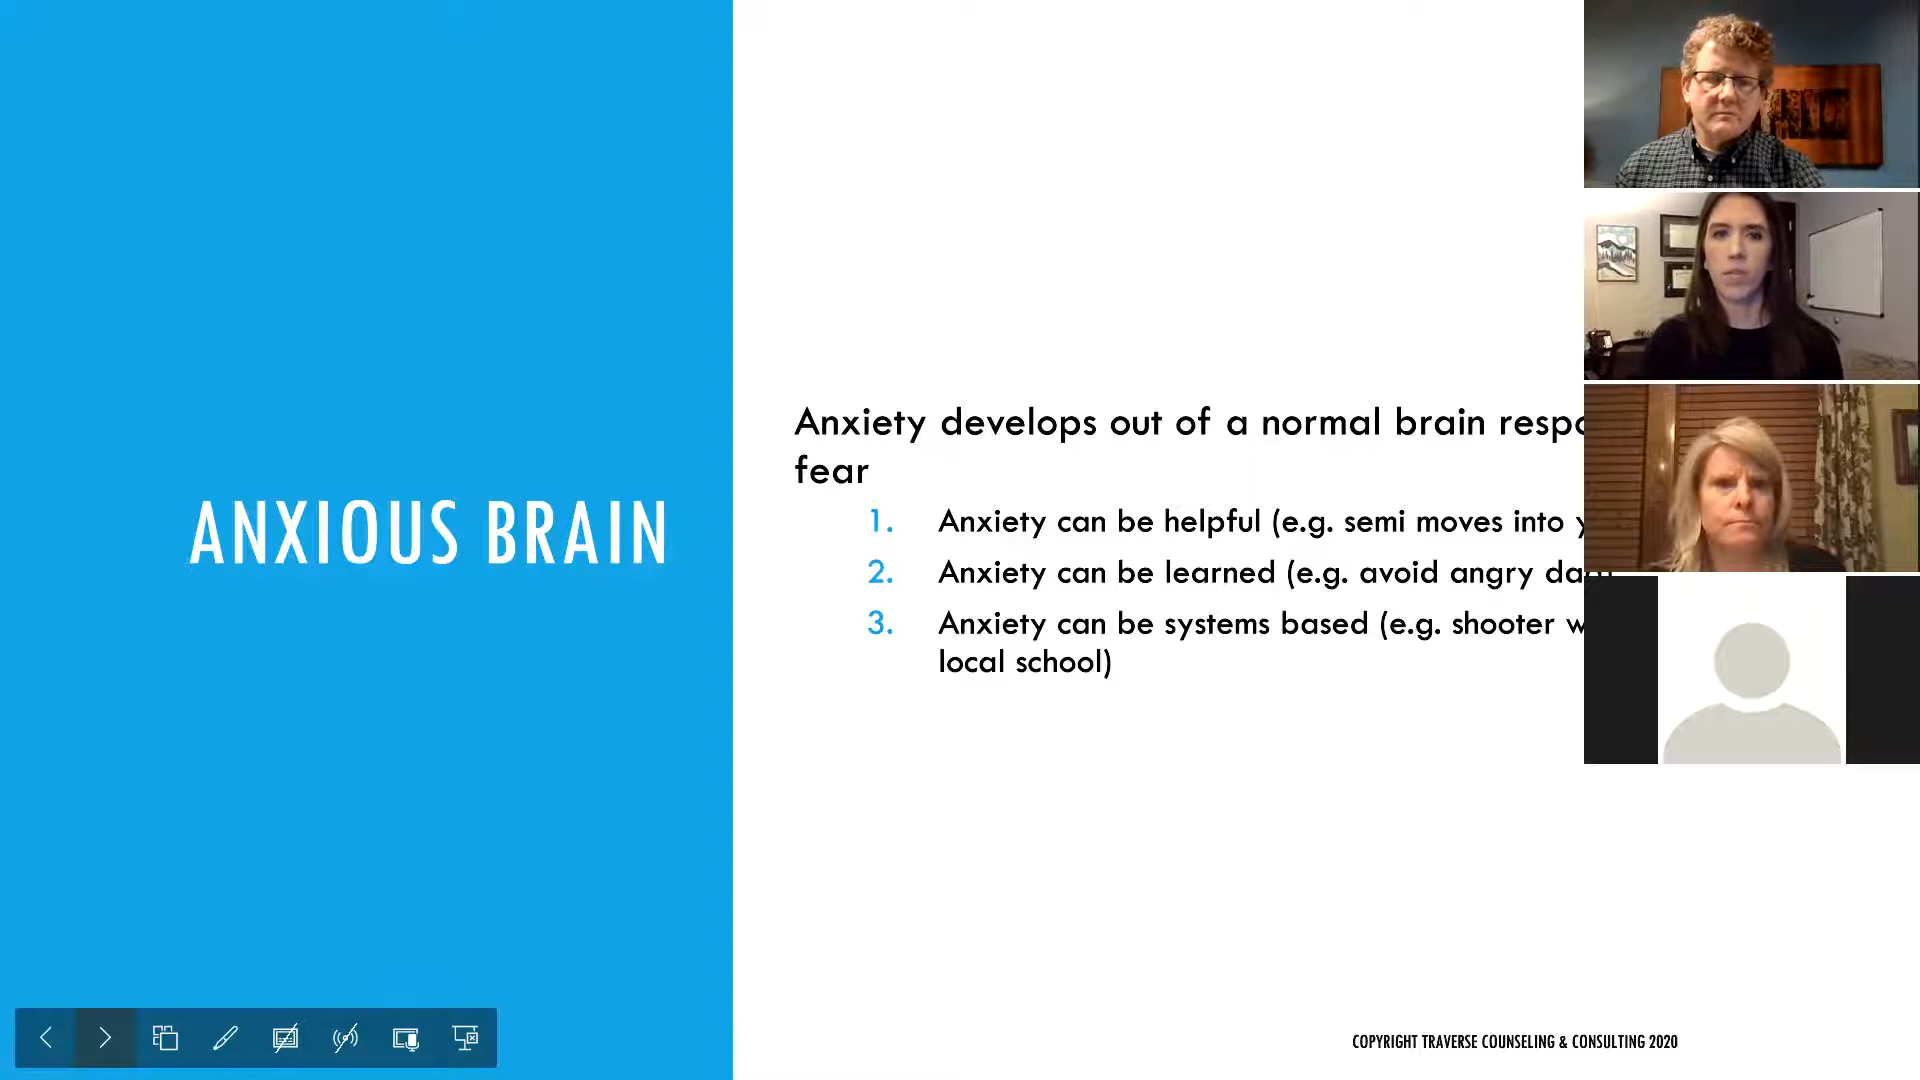 ANXIOUS BRAIN
Anxiety develops out of a normal brain
fear
1. Anxiety can be helpful (e.g. semi moves into
2. Anxiety can be learned (e.g. avoid angry
3. Anxiety can be systems based (e.g. shooter
local school)
COPYRIGHT TRAVERSE COUNSELING & CONSULTING 2020